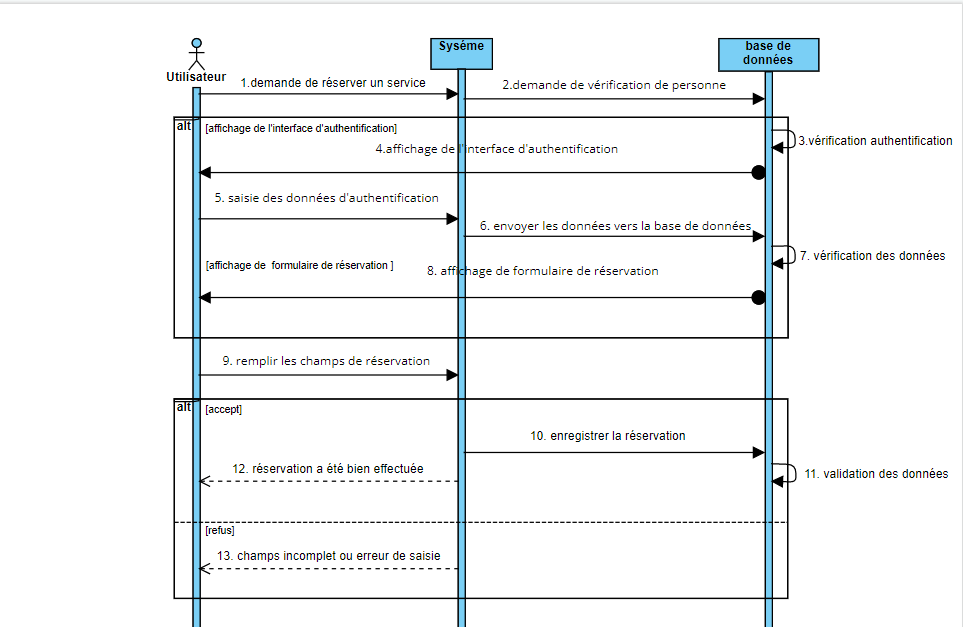 Syséme
base de
données
Utilisateur
1.demande de réserver un service
2.demande de vérification de personne
alt
[affichage de l'interface d'authentification]
3.vérification authentification
4.affichage de l'interface d'authentification
5. saisie des données d'authentification
6. envoyer les données vers la base de données
7. vérification des données
[affichage de formulaire de réservation ]
8. affichage de formulaire de réservation
9. remplir les champs de réservation
alt
[accept]
10. enregistrer la réservation
12. réservation a été bien effectuée
11. validation des données
[refus]
13. champs incomplet ou erreur de saisie